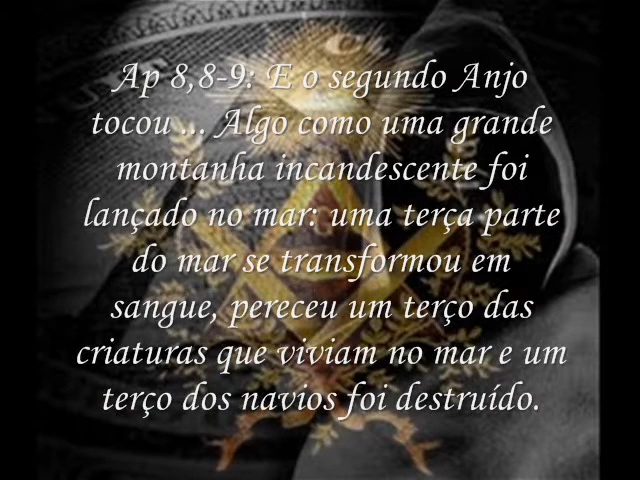 Ap 8,8-9: E o segundo Anjo
tocou ... Algo como uma grande
montanha incandescente foi
lançado no mar: uma terça parte
do mar se transformou em
sangue, pereceu um terço das
criaturas que viviam no mar e um
terço dos navios foi destruído.